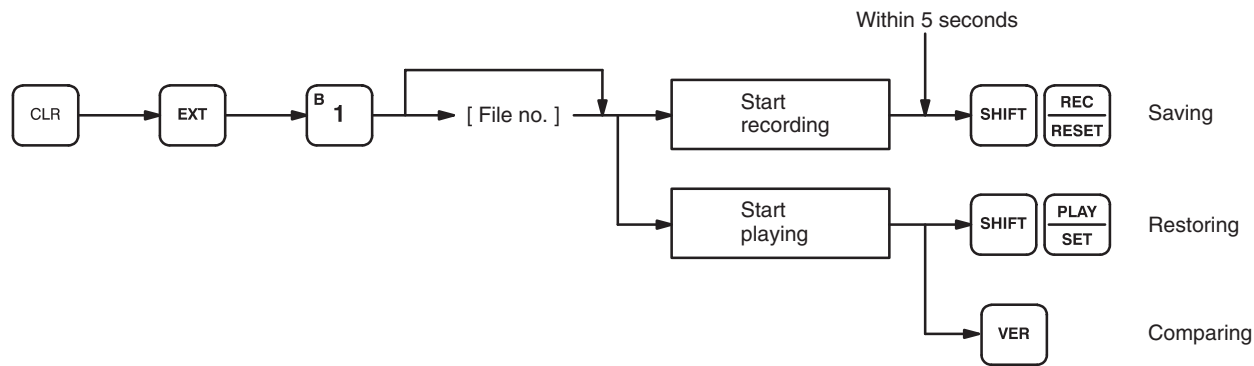 Within 5 seconds
CLR
EXT
B
1
[ File no. ]
Start
recording
SHIFT
REC
RESET
Saving
Start
playing
SHIFT
PLAY
SET
Restoring
VER
Comparing